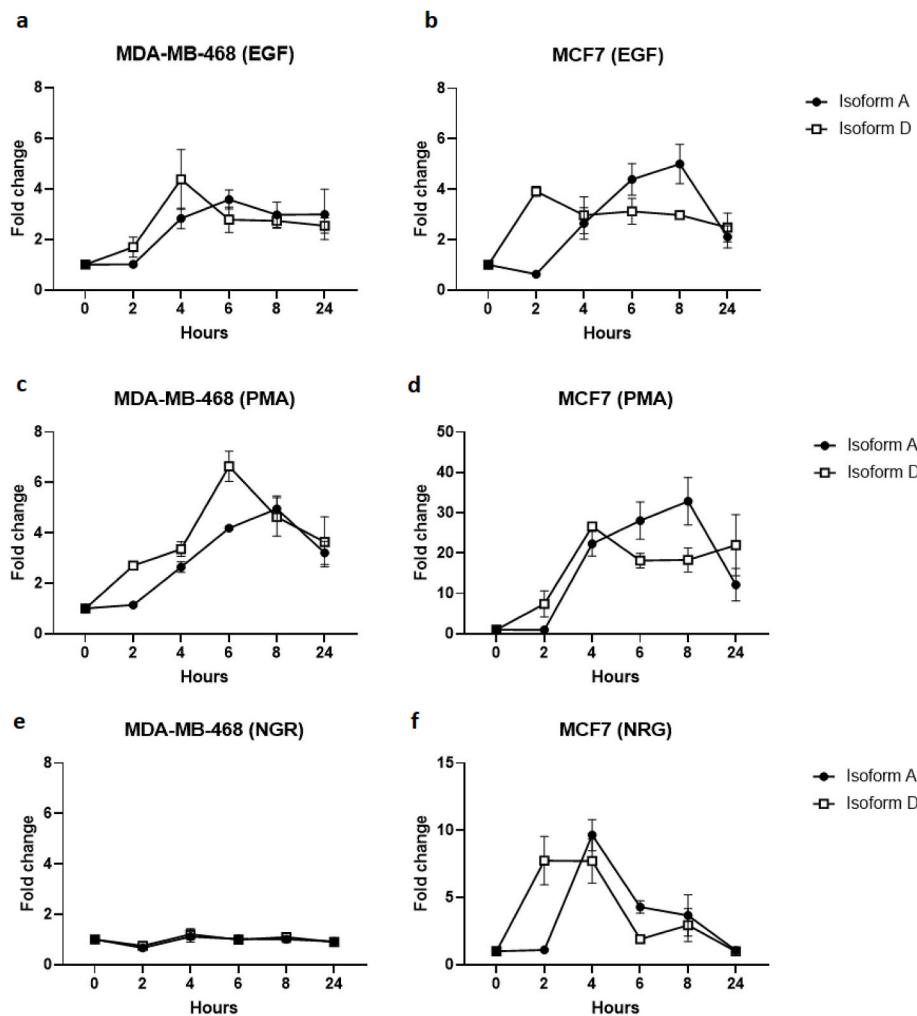 a
MDA-MB-468 (EGF)
Fold change
8
6
4
2
0
0 2 4 6 8 24
Hours
b
MCF7 (EGF)
Fold change
8
6
4
2
0
0 2 4 6 8 24
Hours
Isoform A
Isoform D
c
MDA-MB-468 (PMA)
Fold change
8
6
4
2
0
0 2 4 6 8 24
Hours
d
MCF7 (PMA)
Fold change
50
40
30
20
10
0
0 2 4 6 8 24
Hours
Isoform A
Isoform D
e
MDA-MB-468 (NGR)
Fold change
8
6
4
2
0
0 2 4 6 8 24
Hours
f
MCF7 (NRG)
Fold change
15
10
5
0
0 2 4 6 8 24
Hours
Isoform A
Isoform D